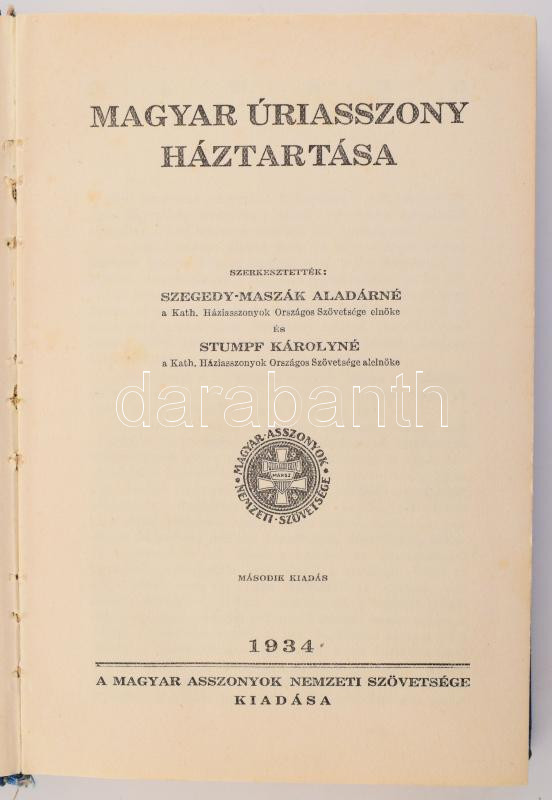 MAGYAR ÚRIASSZONY
HÁZTARTÁSA
SZERKESZTETTÉK:
SZEGEDY-MASZÁK ALADÁRNÉ
a Kath. Háziasszonyok Országos Szövetsége elnöke
ÉS
STUMPF KÁROLYNÉ
a Kath. Háziasszonyok Országos Szövetsége alelnöke
darabanth
MAGYAR·ASSZONYOK
MANSZ
NEMZETI·SZÖVETSÉGE
MÁSODIK KIADÁS
1934
A MAGYAR ASSZONYOK NEMZETI SZÖVETSÉGE
KIADÁSA